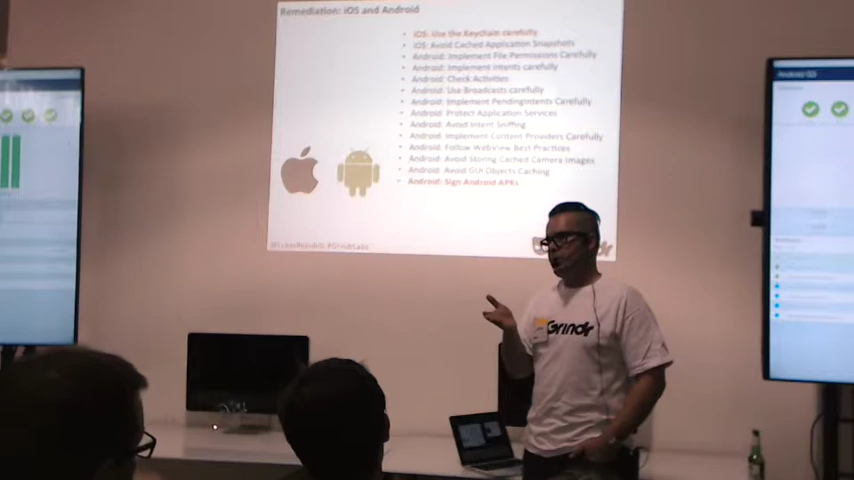 Remediation: iOS and Android
• iOS: Use the Keychain carefully
• iOS: Avoid Cached Application Snapshots
• Android: Implement File Permissions Carefully
• Android: Implement Intents carefully
• Android: Check Activities
• Android: Use Broadcasts carefully
• Android: Implement PendingIntents Carefully
• Android: Protect Application Services
• Android: Avoid Intent Sniffing
• Android: Implement Content Providers Carefully
• Android: Follow WebView Best Practices
• Android: Avoid Storing Cached Camera Images
• Android: Avoid GUI Objects Caching
• Android: Sign Android APKs
Grindr